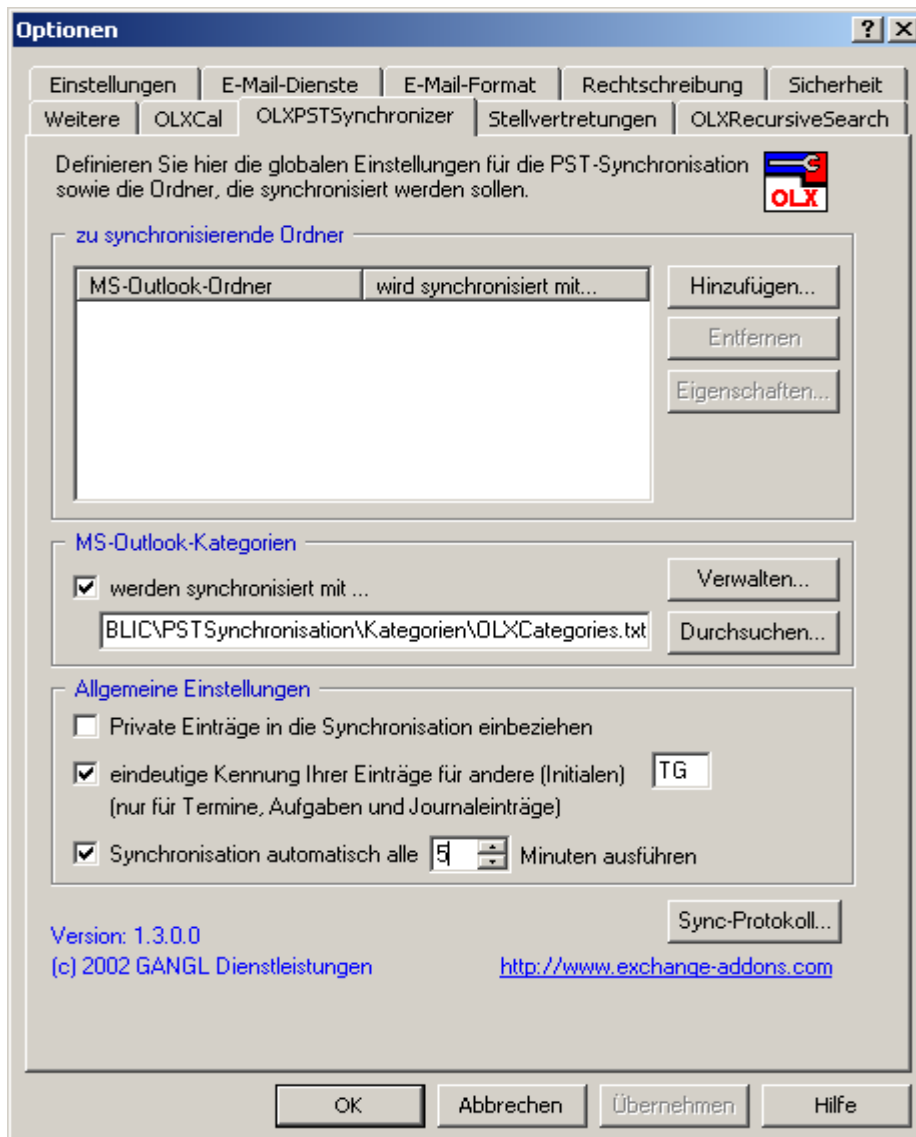 Optionen
Einstellungen
E-Mail-Dienste
E-Mail-Format
Rechtschreibung
Sicherheit
Weitere
OLXCal
OLXPSTSynchronizer
Stellvertretungen
OLXRecursiveSearch
Definieren Sie hier die globalen Einstellungen für die PST-Synchronisation
sowie die Ordner, die synchronisiert werden sollen.
OLX
zu synchronisierende Ordner
MS-Outlook-Ordner
wird synchronisiert mit...
Hinzufügen...
Entfernen
Eigenschaften...
MS-Outlook-Kategorien
werden synchronisiert mit ...
Verwalten...
BLIC\PSTSynchronisation\Kategorien\OLXCategories.txt
Durchsuchen...
Allgemeine Einstellungen
Private Einträge in die Synchronisation einbeziehen
eindeutige Kennung Ihrer Einträge für andere (Initialen) TG
(nur für Termine, Aufgaben und Journaleinträge)
Synchronisation automatisch alle 5 Minuten ausführen
Sync-Protokoll...
Version: 1.3.0.0
(c) 2002 GANGL Dienstleistungen
http://www.exchange-addons.com
OK
Abbrechen
Übernehmen
Hilfe